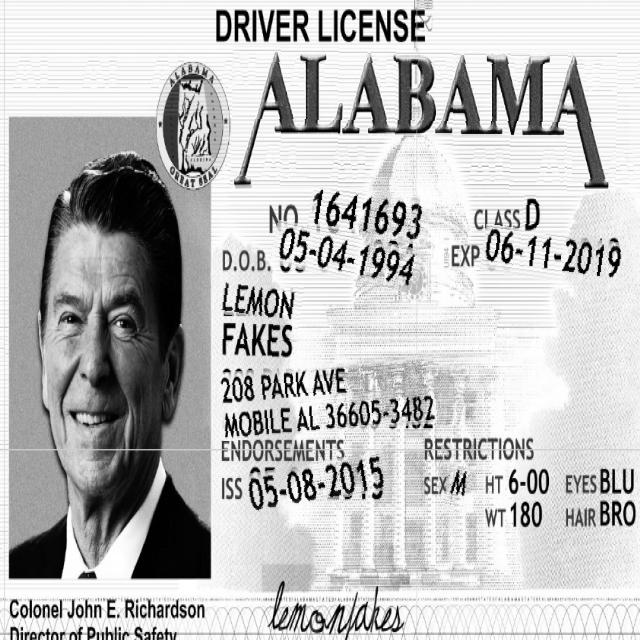 DRIVER LICENSE
ALABAMA
ALABAMA
GREAT SEAL
NO 1641693 CLASS D
D.O.B. 05-04-1994 EXP 06-11-2019
LEMON
FAKES
208 PARK AVE
MOBILE AL 36605-3482
ENDORSEMENTS RESTRICTIONS
ISS 05-08-2015 SEX M HT 6-00 EYES BLU
WT 180 HAIR BRO
Colonel John E. Richardson
Director of Public Safety
lemonfakes